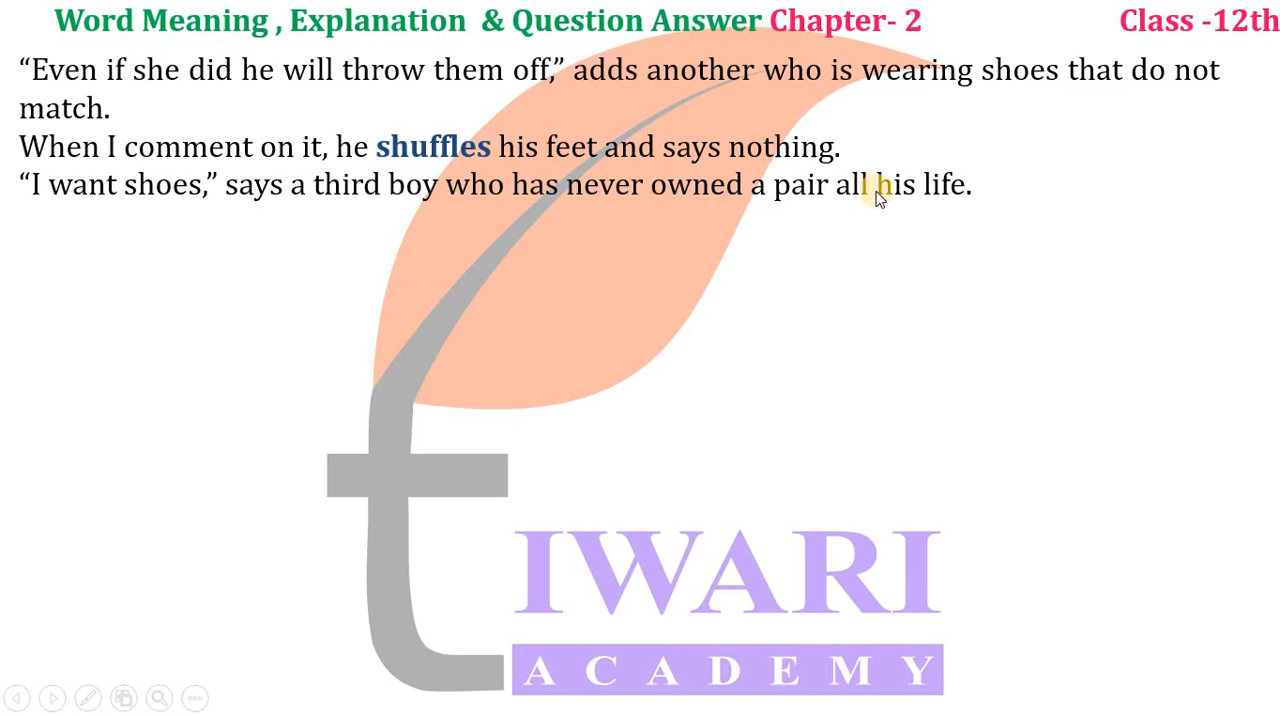 Word Meaning , Explanation & Question Answer Chapter- 2 Class -12th
“Even if she did he will throw them off,” adds another who is wearing shoes that do not
match.
When I comment on it, he shuffles his feet and says nothing.
“I want shoes,” says a third boy who has never owned a pair all his life.
tIWARI
ACADEMY